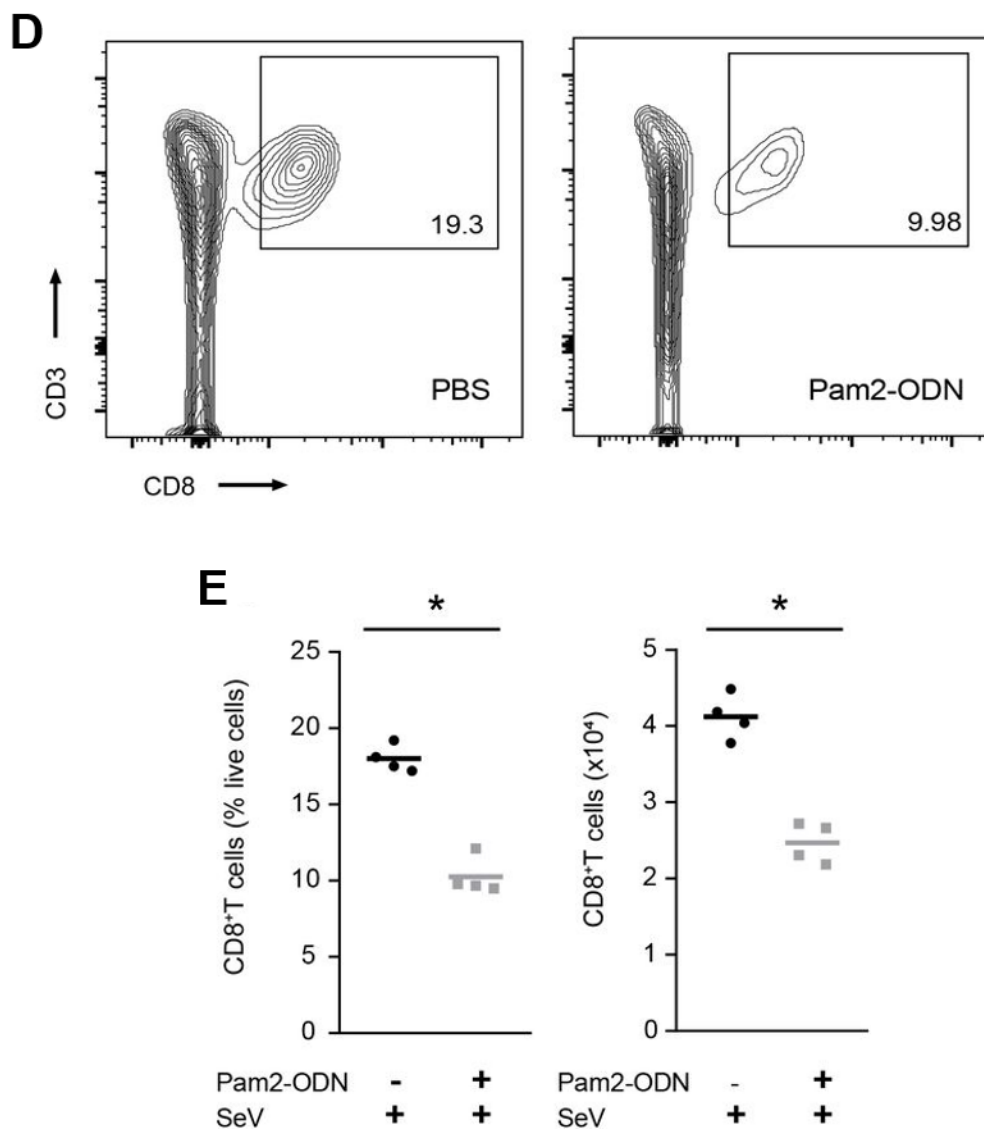 D
19.3
PBS
9.98
Pam2-ODN
CD3
CD8
E
*
*
CD8⁺T cells (% live cells)
25
20
15
10
5
0
CD8⁺T cells (x10⁴)
5
4
3
2
1
0
Pam2-ODN - +
SeV + +
Pam2-ODN - +
SeV + +